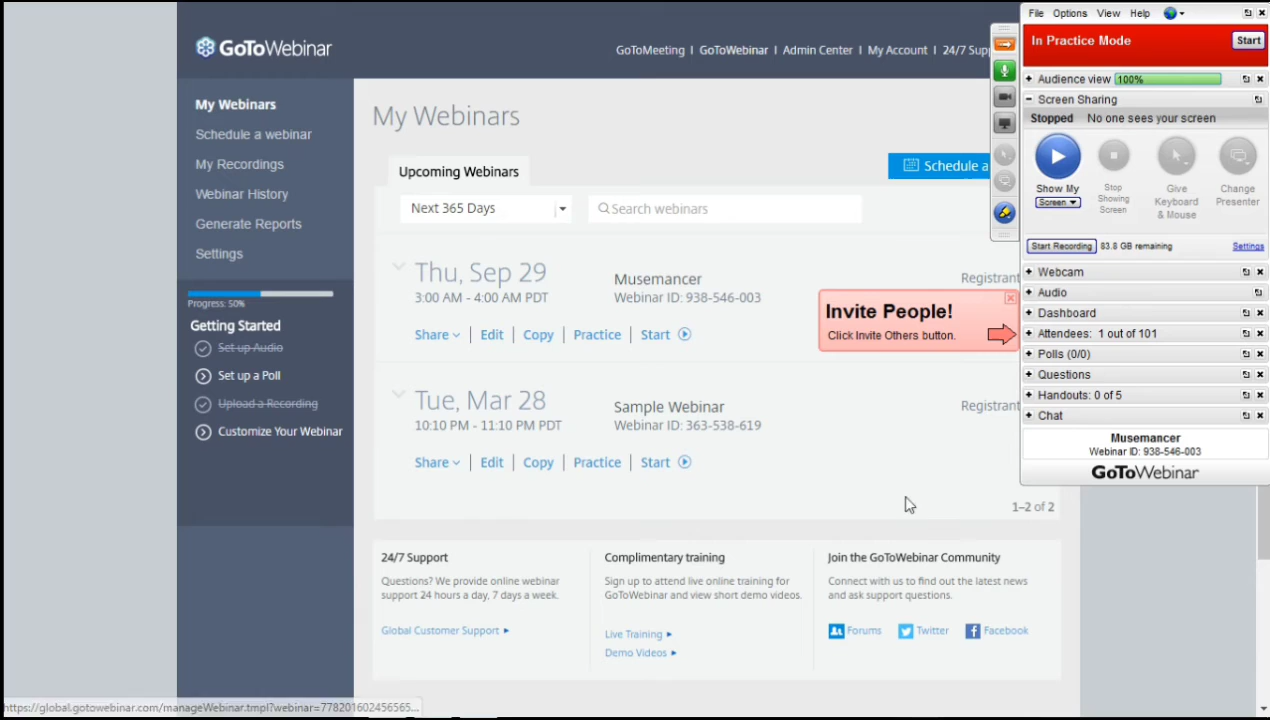 GoToWebinar
GoToMeeting | GoToWebinar | Admin Center | My Account | 24/7 Supp
My Webinars
Schedule a webinar
My Recordings
Webinar History
Generate Reports
Settings
Progress: 50%
Getting Started
Set up Audio
Set up a Poll
Upload a Recording
Customize Your Webinar
My Webinars
Upcoming Webinars
Schedule a
Next 365 Days
Search webinars
Thu, Sep 29
3:00 AM - 4:00 AM PDT
Musemancer
Webinar ID: 938-546-003
Registrant
Share | Edit | Copy | Practice | Start
Tue, Mar 28
10:10 PM - 11:10 PM PDT
Sample Webinar
Webinar ID: 363-538-619
Registrant
Share | Edit | Copy | Practice | Start
1–2 of 2
24/7 Support
Questions? We provide online webinar
support 24 hours a day, 7 days a week.
Global Customer Support
Complimentary training
Sign up to attend live online training for
GoToWebinar and view short demo videos.
Live Training
Demo Videos
Join the GoToWebinar Community
Connect with us to find out the latest news
and ask support questions.
Forums Twitter Facebook
Invite People!
Click Invite Others button.
File Options View Help
In Practice Mode Start
Audience view 100%
Screen Sharing
Stopped No one sees your screen
Show My
Screen
Stop
Showing
Screen
Give
Keyboard
& Mouse
Change
Presenter
Start Recording 83.8 GB remaining Settings
Webcam
Audio
Dashboard
Attendees: 1 out of 101
Polls (0/0)
Questions
Handouts: 0 of 5
Chat
Musemancer
Webinar ID: 938-546-003
GoToWebinar
https://global.gotowebinar.com/manageWebinar.tmpl?webinar=778201602456565...